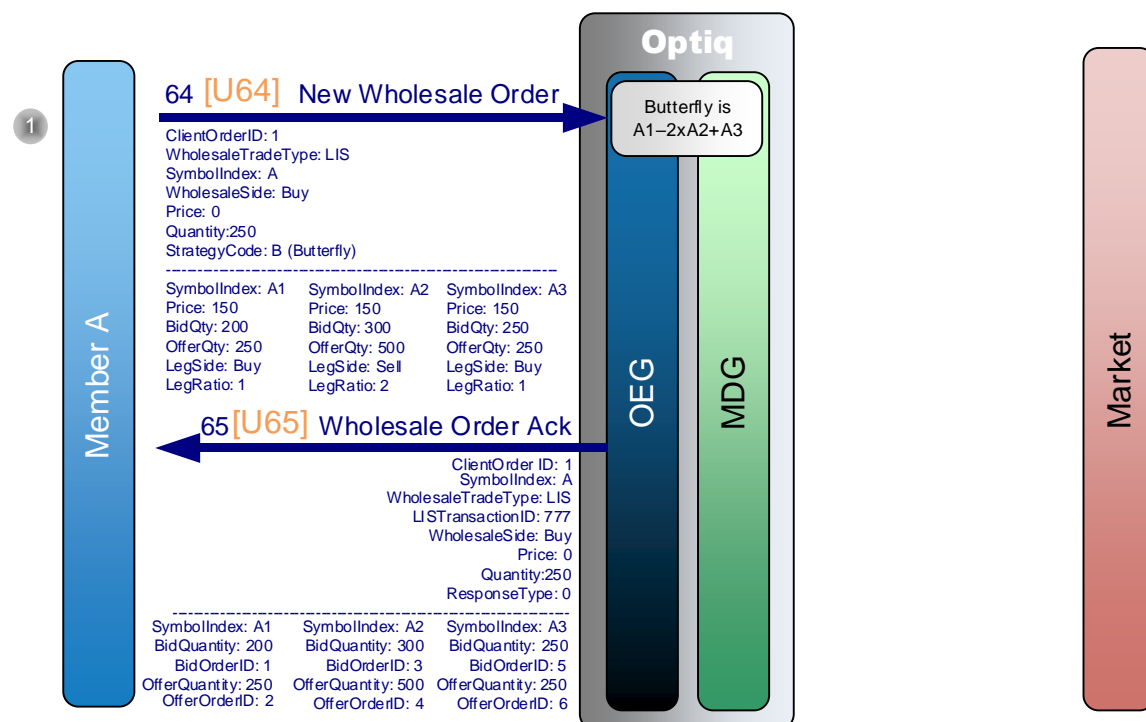 Optiq
64 [U64] New Wholesale Order
Butterfly is
A1–2xA2+A3
1
ClientOrderID: 1
WholesaleTradeType: LIS
SymbolIndex: A
WholesaleSide: Buy
Price: 0
Quantity:250
StrategyCode: B (Butterfly)
SymbolIndex: A1 SymbolIndex: A2 SymbolIndex: A3
Price: 150 Price: 150 Price: 150
BidQty: 200 BidQty: 300 BidQty: 250
OfferQty: 250 OfferQty: 500 OfferQty: 250
LegSide: Buy LegSide: Sell LegSide: Buy
LegRatio: 1 LegRatio: 2 LegRatio: 1
Member A
OEG
MDG
Market
65 [U65] Wholesale Order Ack
ClientOrder ID: 1
SymbolIndex: A
WholesaleTradeType: LIS
LISTransactionID: 777
WholesaleSide: Buy
Price: 0
Quantity:250
ResponseType: 0
SymbolIndex: A1 SymbolIndex: A2 SymbolIndex: A3
BidQuantity: 200 BidQuantity: 300 BidQuantity: 250
BidOrderID: 1 BidOrderID: 3 BidOrderID: 5
OfferQuantity: 250 OfferQuantity: 500 OfferQuantity: 250
OfferOrderID: 2 OfferOrderID: 4 OfferOrderID: 6